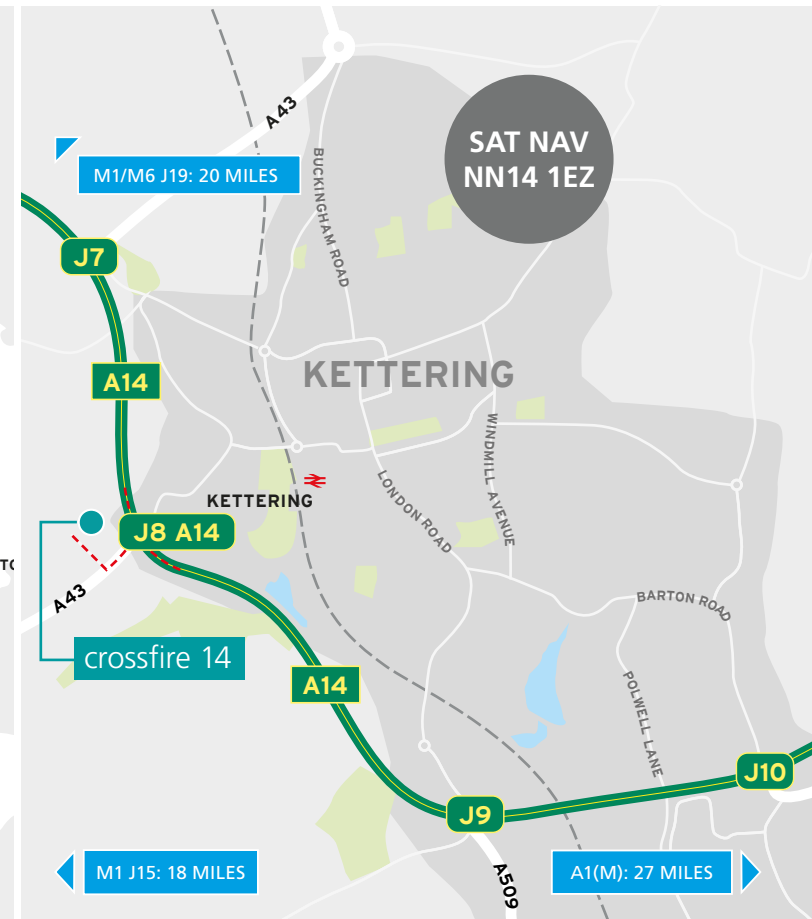 A43
SAT NAV
NN14 1EZ
M1/M6 J19: 20 MILES
BUCKINGHAM ROAD
J7
KETTERING
A14
WINDMILL AVENUE
KETTERING
LONDON ROAD
J8 A14
A43
BARTON ROAD
crossfire 14
A14
POLWELL LANE
J10
J9
M1 J15: 18 MILES
A509
A1(M): 27 MILES